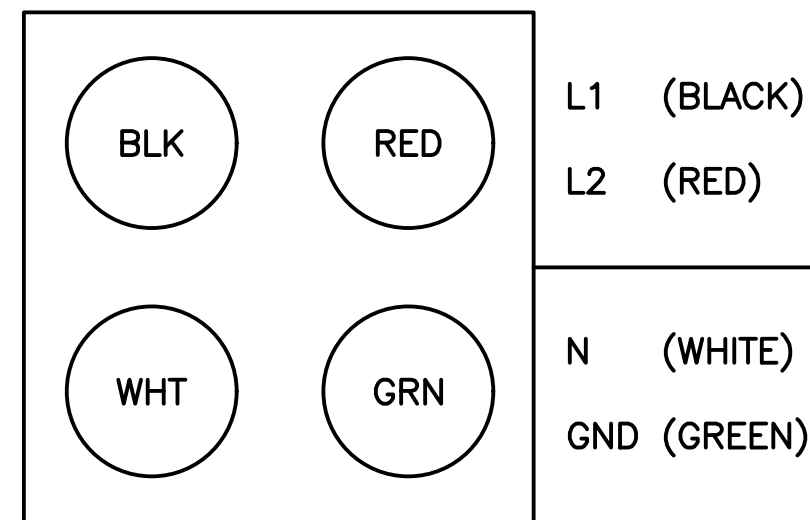 BLK RED
WHT GRN
L1 (BLACK)
L2 (RED)
N (WHITE)
GND (GREEN)